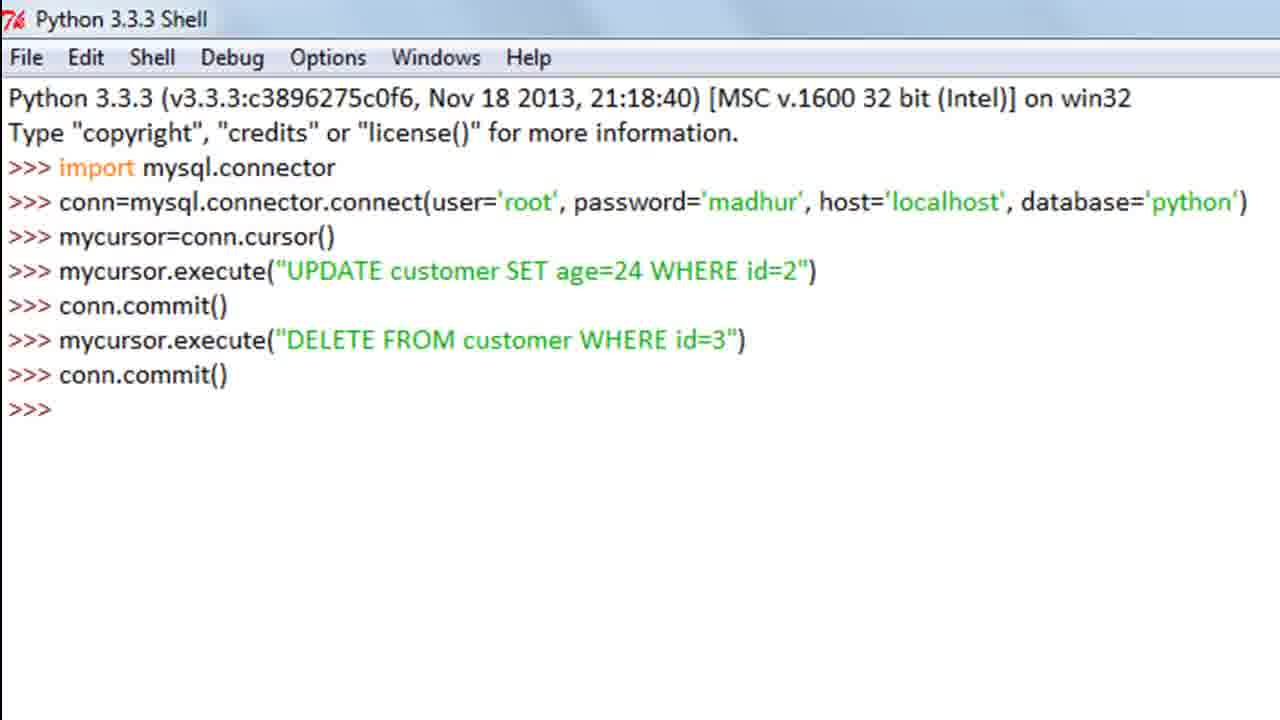 Python 3.3.3 Shell
File Edit Shell Debug Options Windows Help
Python 3.3.3 (v3.3.3:c3896275c0f6, Nov 18 2013, 21:18:40) [MSC v.1600 32 bit (Intel)] on win32
Type "copyright", "credits" or "license()" for more information.
>>> import mysql.connector
>>> conn=mysql.connector.connect(user='root', password='madhur', host='localhost', database='python')
>>> mycursor=conn.cursor()
>>> mycursor.execute("UPDATE customer SET age=24 WHERE id=2")
>>> conn.commit()
>>> mycursor.execute("DELETE FROM customer WHERE id=3")
>>> conn.commit()
>>>